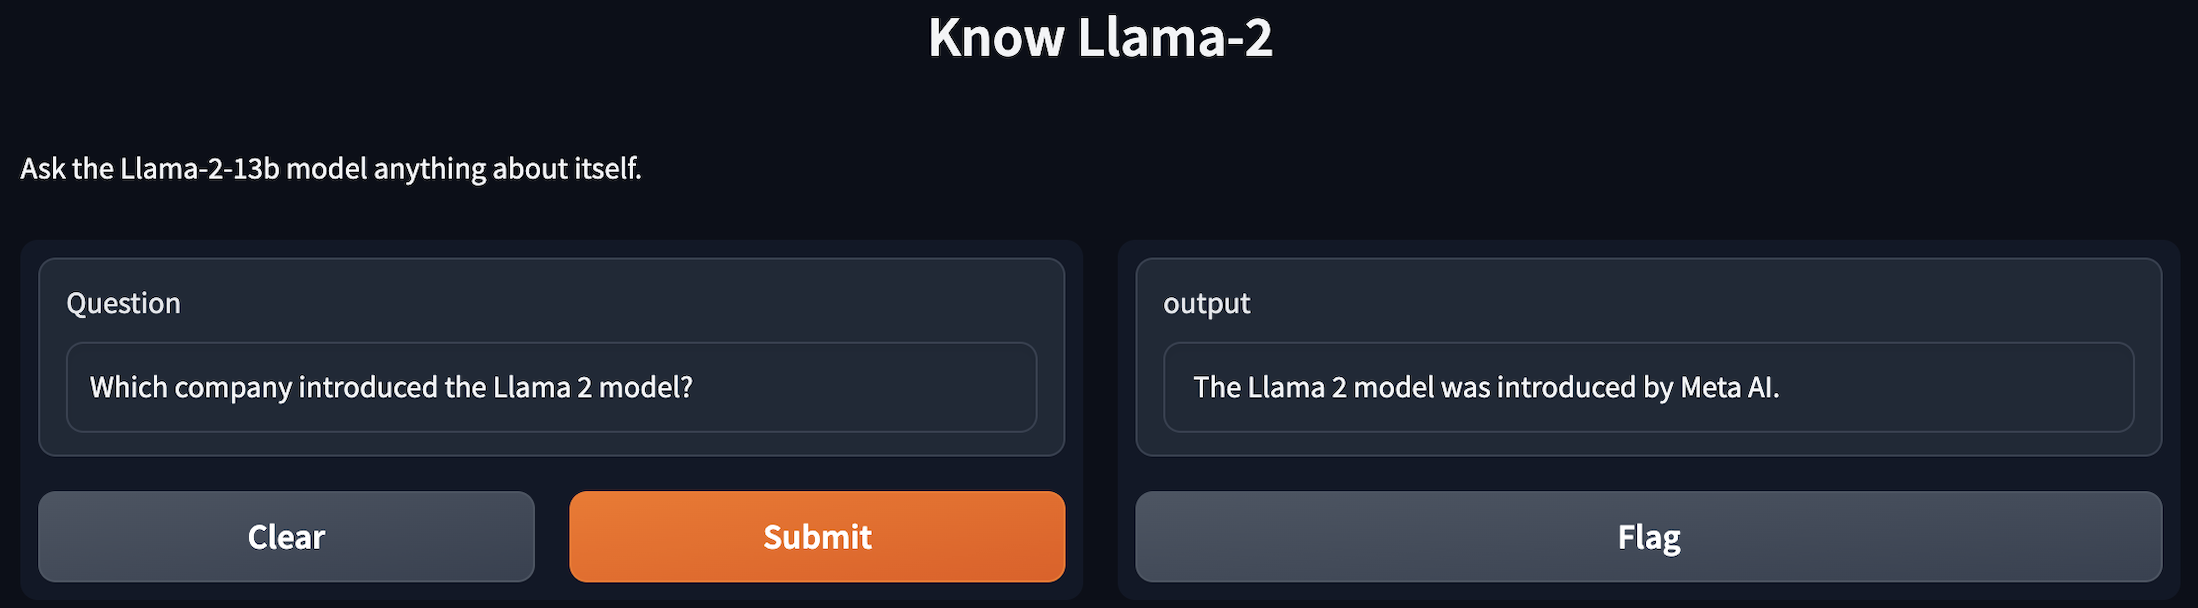 Know Llama-2
Ask the Llama-2-13b model anything about itself.
Question
Which company introduced the Llama 2 model?
Clear
Submit
output
The Llama 2 model was introduced by Meta AI.
Flag